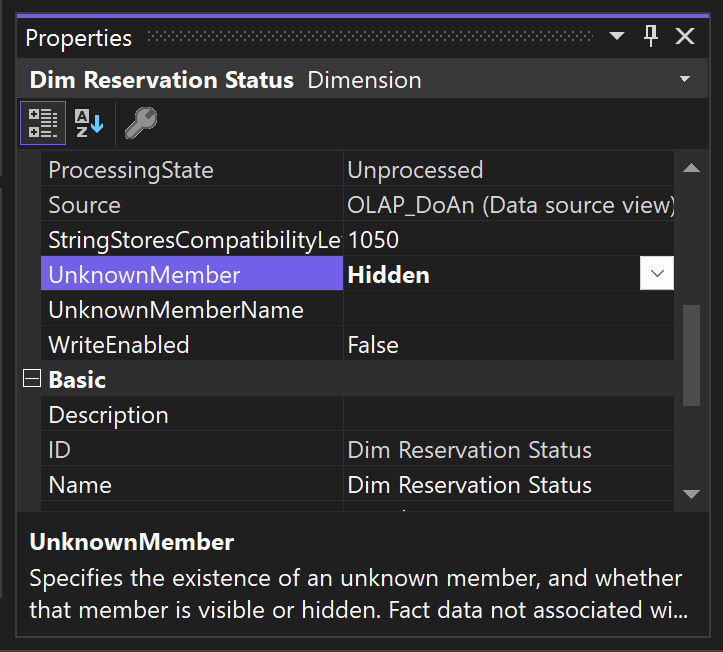 Properties
Dim Reservation Status Dimension
ProcessingState Unprocessed
Source OLAP_DoAn (Data source view)
StringStoresCompatibilityLe 1050
UnknownMember Hidden
UnknownMemberName
WriteEnabled False
Basic
Description
ID Dim Reservation Status
Name Dim Reservation Status
UnknownMember
Specifies the existence of an unknown member, and whether
that member is visible or hidden. Fact data not associated wi...